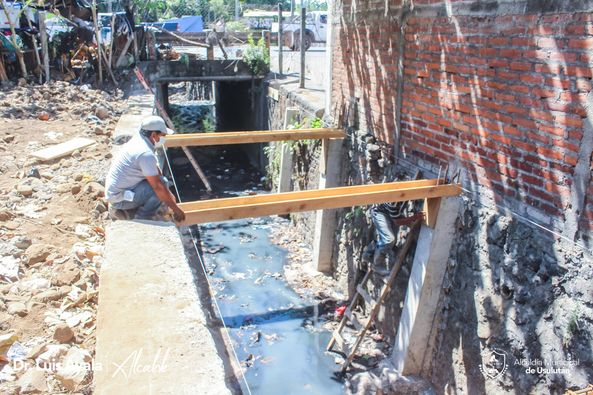 Dr. Luis Ayala Alcalde
Alcaldía Municipal
de Usulután